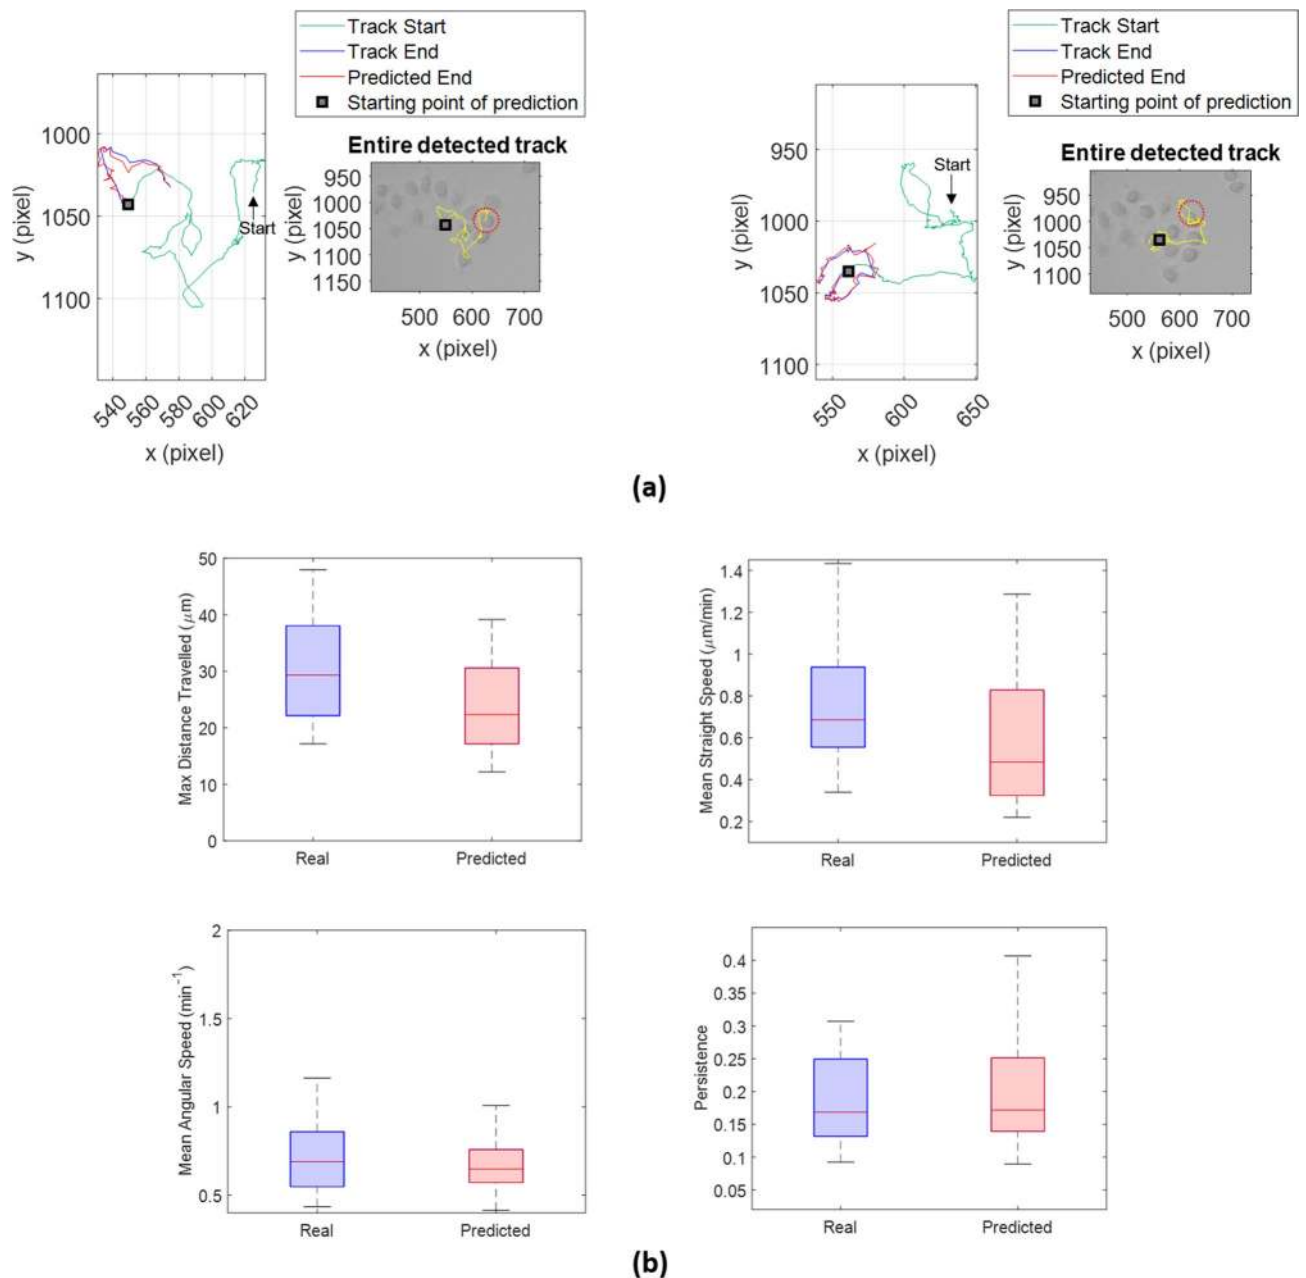 Track Start
Track End
Predicted End
Starting point of prediction
Entire detected track
1000
1050
1100
y (pixel)
Start
540
560
580
600
620
x (pixel)
950
1000
1050
1100
1150
y (pixel)
500
600
700
x (pixel)
Track Start
Track End
Predicted End
Starting point of prediction
Entire detected track
950
1000
1050
1100
y (pixel)
Start
550
600
650
x (pixel)
950
1000
1050
1100
y (pixel)
500
600
700
x (pixel)
(a)
50
40
30
20
10
0
Max Distance Travelled (μm)
Real
Predicted
1.4
1.2
1
0.8
0.6
0.4
0.2
Mean Straight Speed (μm/min)
Real
Predicted
2
1.5
1
0.5
Mean Angular Speed (min⁻¹)
Real
Predicted
0.4
0.35
0.3
0.25
0.2
0.15
0.1
0.05
Persistence
Real
Predicted
(b)